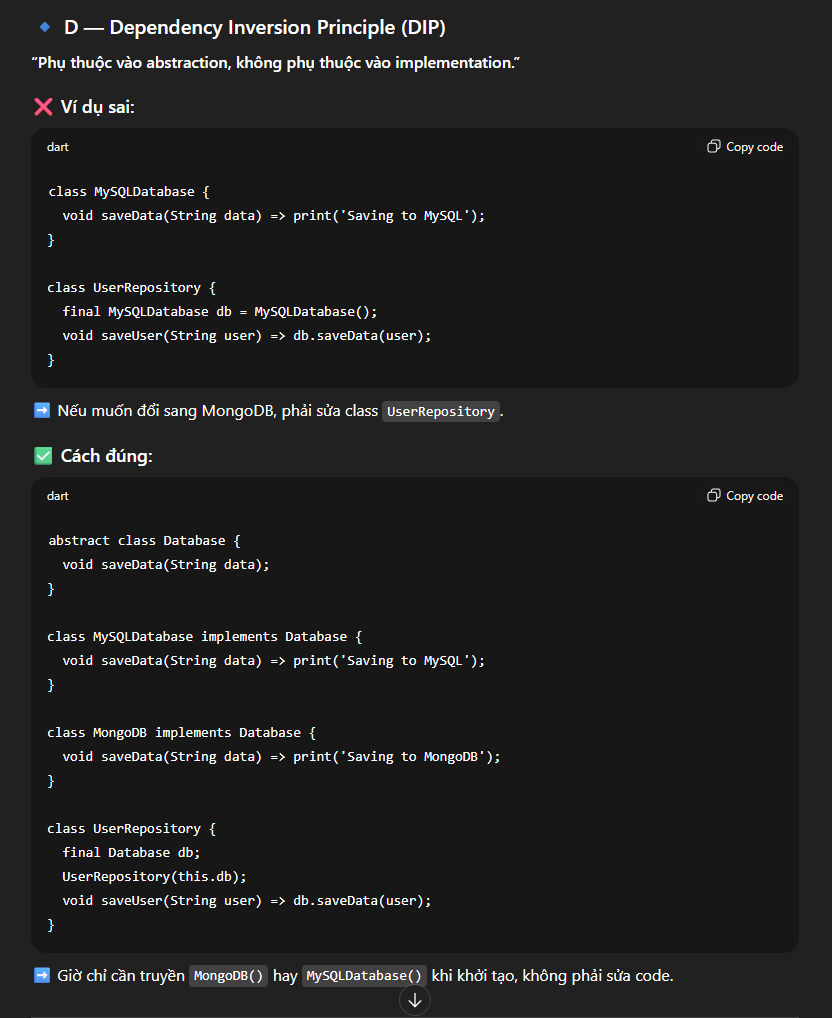 D — Dependency Inversion Principle (DIP)
“Phụ thuộc vào abstraction, không phụ thuộc vào implementation.”
Ví dụ sai:
dart
Copy code
class MySQLDatabase {
  void saveData(String data) => print('Saving to MySQL');
}

class UserRepository {
  final MySQLDatabase db = MySQLDatabase();
  void saveUser(String user) => db.saveData(user);
}
Nếu muốn đổi sang MongoDB, phải sửa class UserRepository.
Cách đúng:
dart
Copy code
abstract class Database {
  void saveData(String data);
}

class MySQLDatabase implements Database {
  void saveData(String data) => print('Saving to MySQL');
}

class MongoDB implements Database {
  void saveData(String data) => print('Saving to MongoDB');
}

class UserRepository {
  final Database db;
  UserRepository(this.db);
  void saveUser(String user) => db.saveData(user);
}
Giờ chỉ cần truyền MongoDB() hay MySQLDatabase() khi khởi tạo, không phải sửa code.